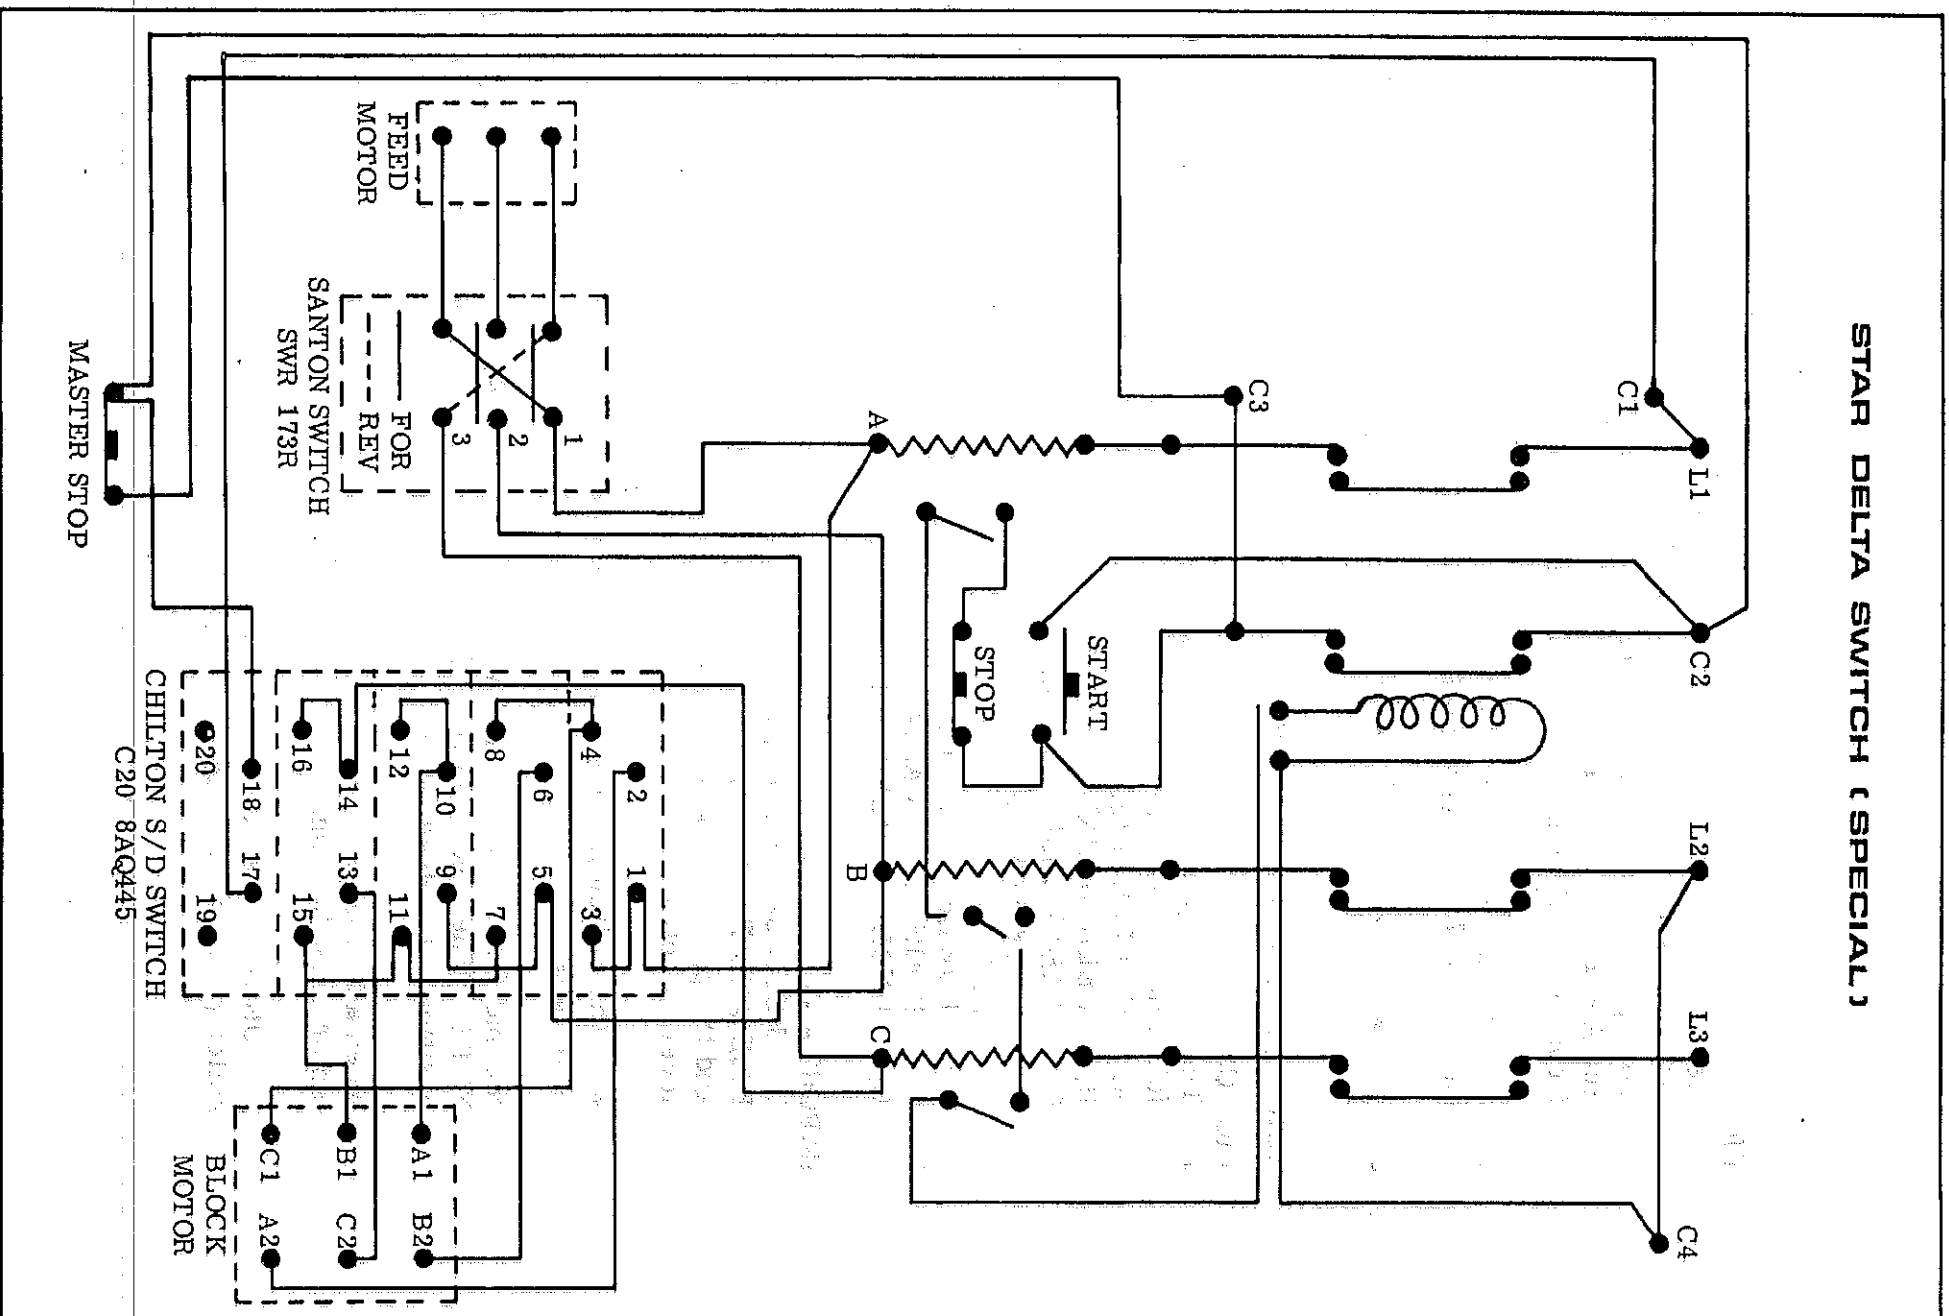 STAR DELTA SWITCH (SPECIAL)
L1
C2
L2
L3
C1
C4
C3
START
STOP
A
B
C
1
2
3
FOR
REV
SANTON SWITCH
SWR 173R
FEED
MOTOR
2
1
4
3
6
5
8
7
10
9
12
11
14
13
16
15
18
17
20
19
CHILTON S/D SWITCH
C20 8AQ445
A1 B2
B1 C2
C1 A2
BLOCK
MOTOR
MASTER STOP